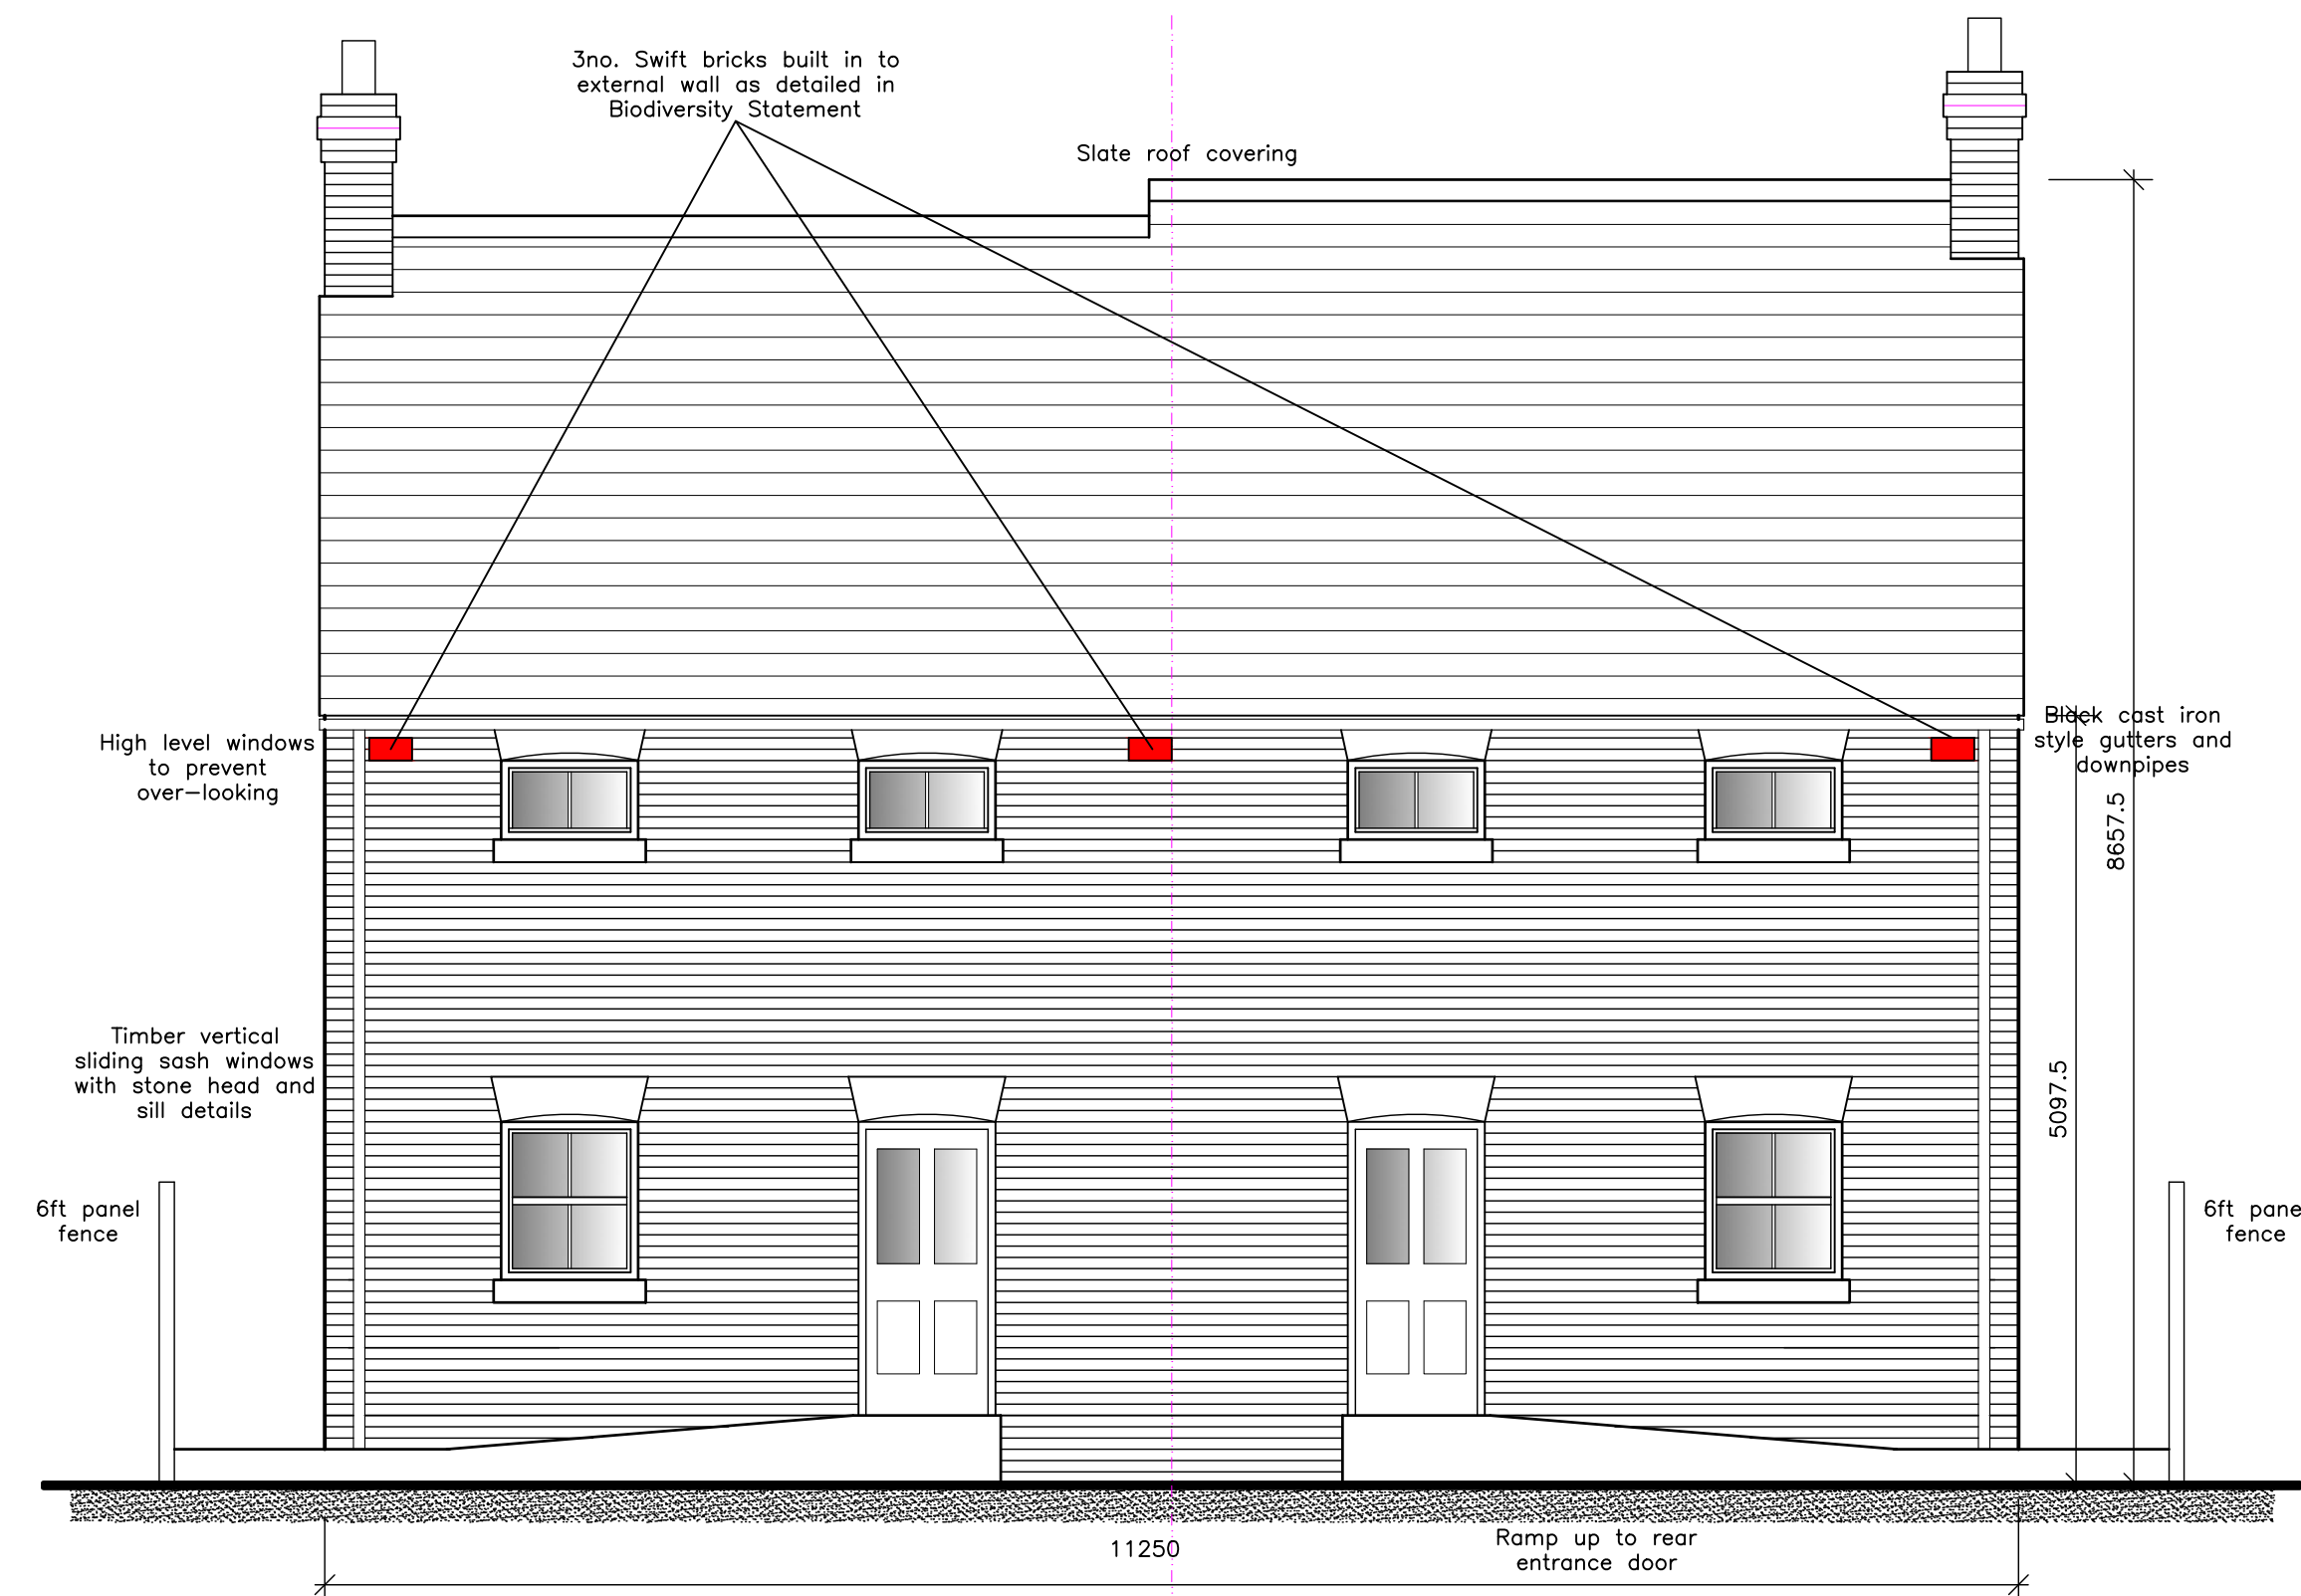 3no. Swift bricks built in to
external wall as detailed in
Biodiversity Statement
Slate roof covering
High level windows
to prevent
over-looking
Black cast iron
style gutters and
downpipes
8657.5
Timber vertical
sliding sash windows
with stone head and
sill details
5097.5
6ft panel
fence
6ft pane
fence
11250
Ramp up to rear
entrance door